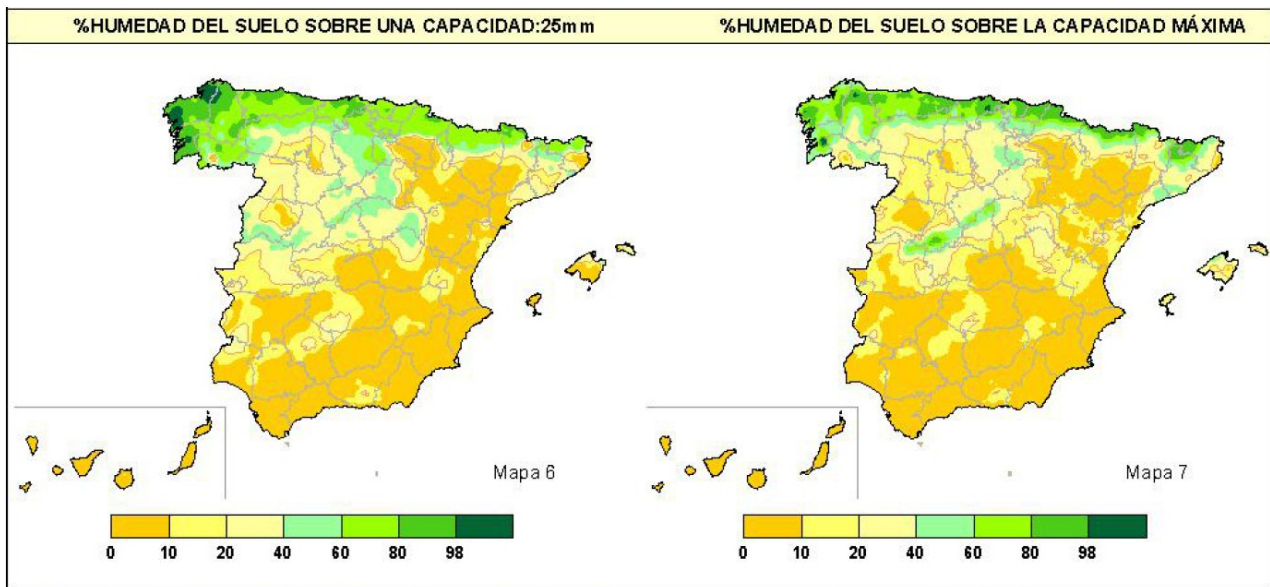 %HUMEDAD DEL SUELO SOBRE UNA CAPACIDAD:25mm
%HUMEDAD DEL SUELO SOBRE LA CAPACIDAD MÁXIMA
Mapa 6
Mapa 7
0 10 20 40 60 80 98
0 10 20 40 60 80 98